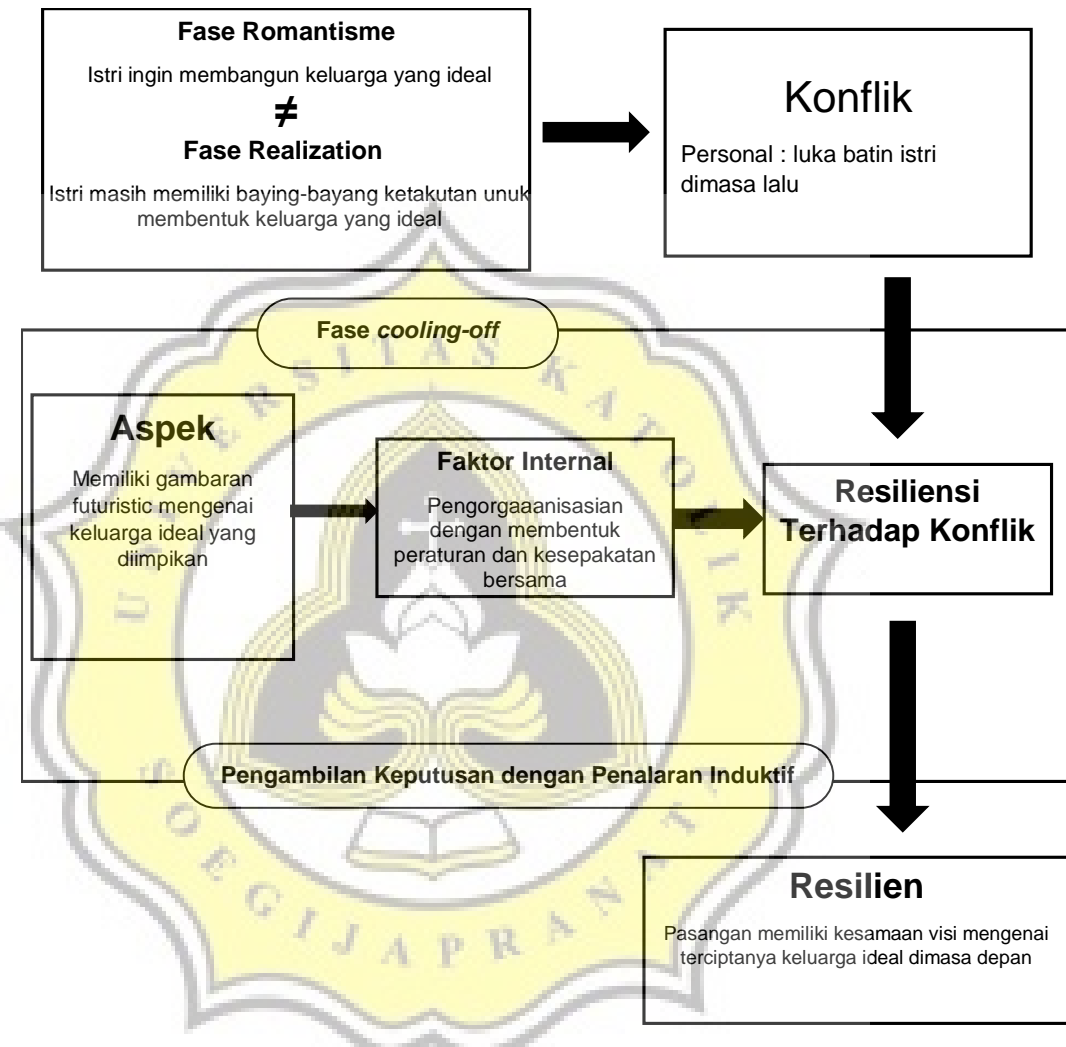 Fase Romantisme
Istri ingin membangun keluarga yang ideal
≠
Fase Realization
Istri masih memiliki baying-bayang ketakutan unuk
membentuk keluarga yang ideal
Konflik
Personal : luka batin istri
dimasa lalu
Fase cooling-off
Aspek
Memiliki gambaran
futuristic mengenai
keluarga ideal yang
diimpikan
Faktor Internal
Pengorgaaanisasian
dengan membentuk
peraturan dan kesepakatan
bersama
Resiliensi
Terhadap Konflik
Pengambilan Keputusan dengan Penalaran Induktif
Resilien
Pasangan memiliki kesamaan visi mengenai
terciptanya keluarga ideal dimasa depan
UNIVERSITAS KATOLIK
SOEGIJAPRANATA